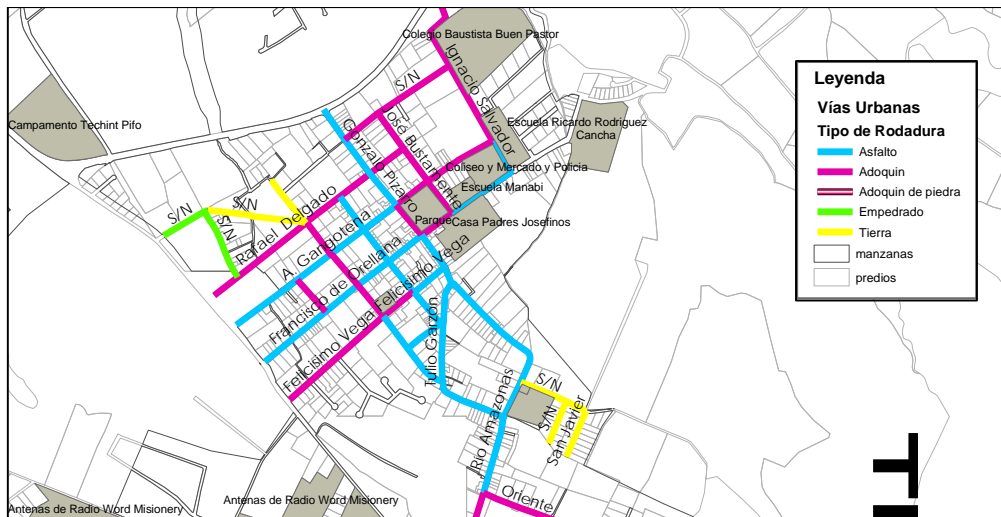 Colegio Baustista Buen Pastor
S/N
Ignacio Salvador
Campamento Techint Pifo
José Bustamente
Gonzalo Pizarro
Escuela Ricardo Rodriguez
Cancha
Coliseo y Mercado y Policia
Escuela Manabi
S/N
S/N
S/N
Rafael Delgado
Parque
Casa Padres Josefinos
A. Gangotena
Francisco de Orellana
Felicisimo Vega
Felicisimo Vega
Tulio Garzon
Rio Amazonas
S/N
S/N
San Javier
Oriente
Antenas de Radio Word Misionery
Antenas de Radio Word Misionery
Leyenda
Vías Urbanas
Tipo de Rodadura
Asfalto
Adoquin
Adoquin de piedra
Empedrado
Tierra
manzanas
predios